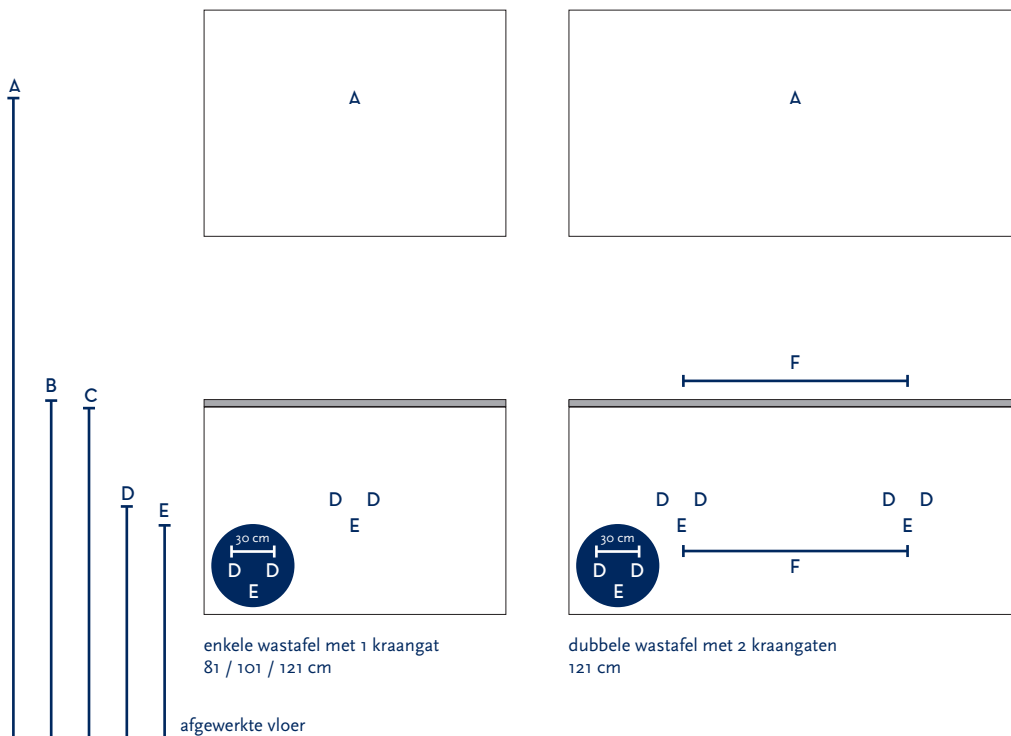 A
A
A
B
C
D
E
F
D D
E
30 cm
D D
E
D D
E
D D
E
F
30 cm
D D
E
enkele wastafel met 1 kraangat
81 / 101 / 121 cm
dubbele wastafel met 2 kraangaten
121 cm
afgewerkte vloer